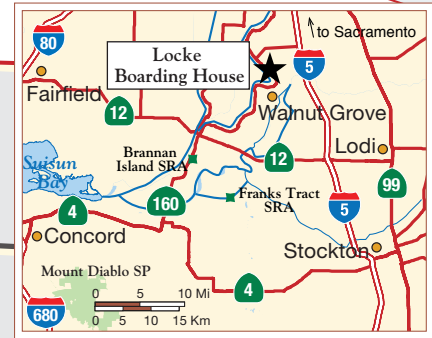 80
to Sacramento
Locke
Boarding House
5
Fairfield
Walnut Grove
12
Lodi
Brannan
Island SRA
12
Suisun
Bay
99
160
Franks Tract
SRA
4
5
Concord
Stockton
Mount Diablo SP
4
0 5 10 Mi
680
0 5 10 15 Km